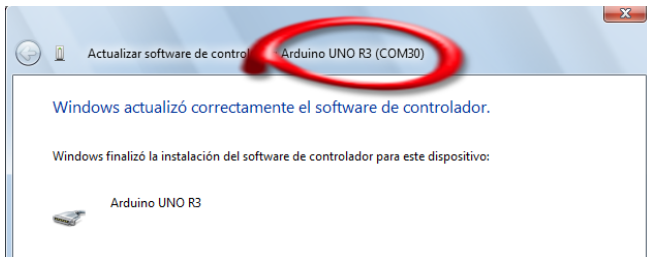 Actualizar software de control Arduino UNO R3 (COM30)
Windows actualizó correctamente el software de controlador.
Windows finalizó la instalación del software de controlador para este dispositivo:
Arduino UNO R3